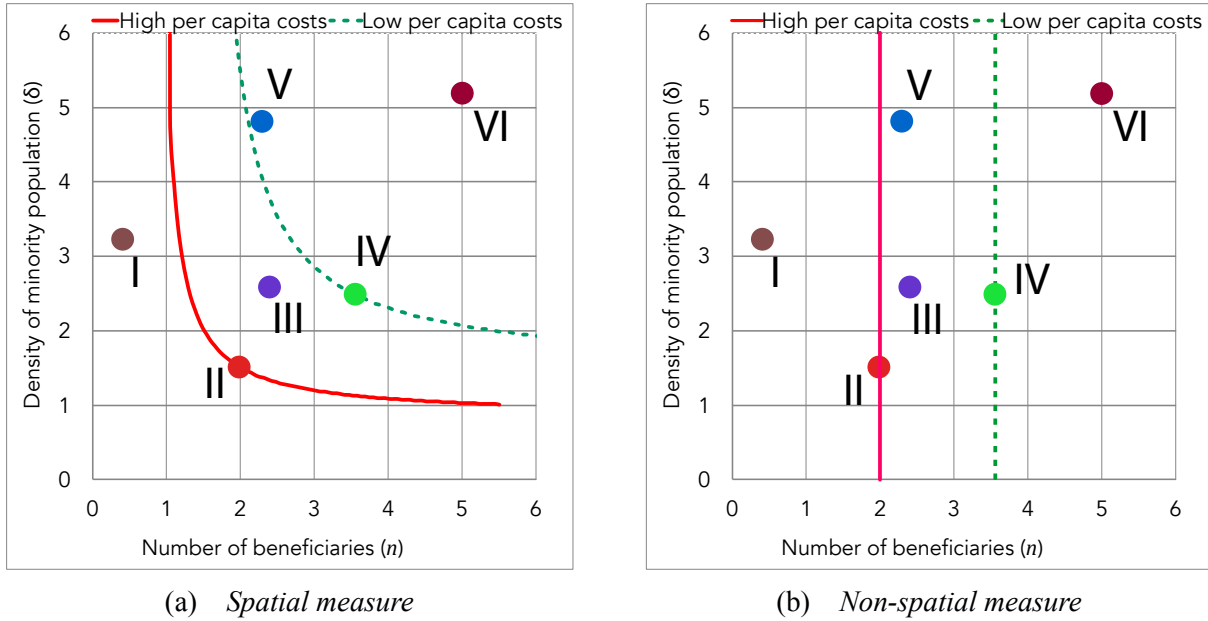 High per capita costs Low per capita costs
6
5
4
3
2
1
0
Density of minority population (δ)
V
VI
I
IV
III
II
0 1 2 3 4 5 6
Number of beneficiaries (n)
(a) Spatial measure
High per capita costs Low per capita costs
6
5
4
3
2
1
0
Density of minority population (δ)
V
VI
I
IV
III
II
0 1 2 3 4 5 6
Number of beneficiaries (n)
(b) Non-spatial measure